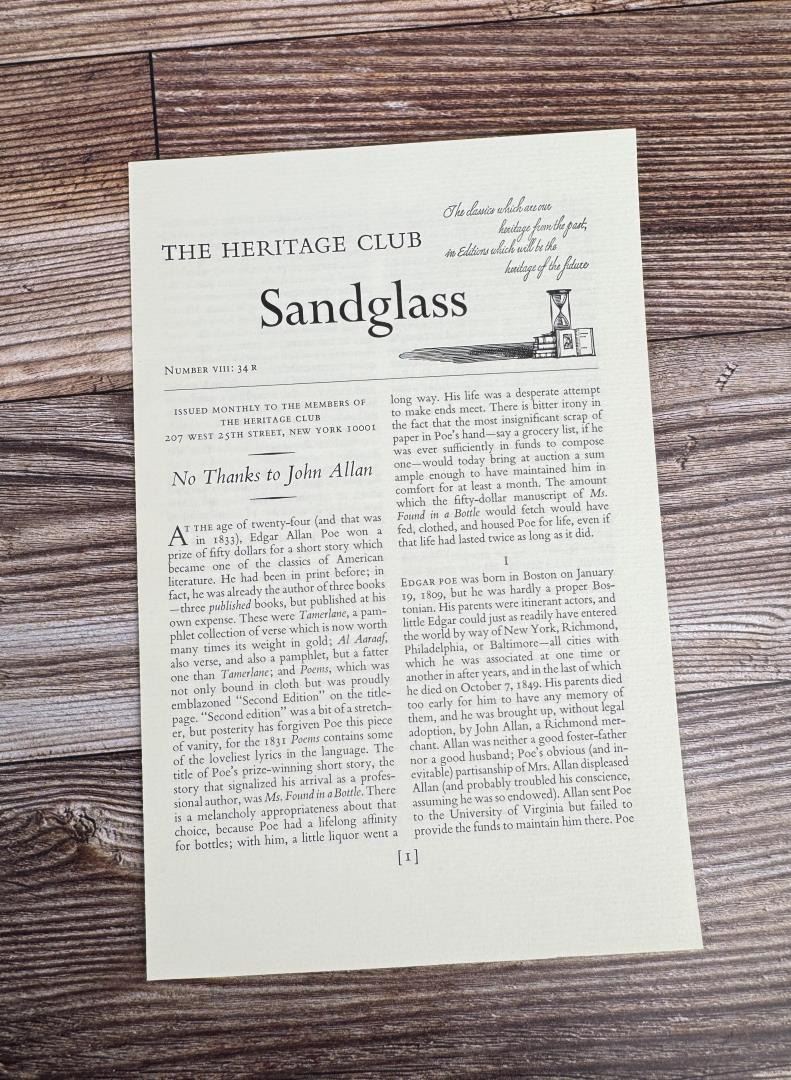 THE HERITAGE CLUB
The classics which are our
heritage from the past,
in Editions which will be the
heritage of the future
Sandglass
NUMBER VIII: 34 R
ISSUED MONTHLY TO THE MEMBERS OF
THE HERITAGE CLUB
207 WEST 25TH STREET, NEW YORK 10001
No Thanks to John Allan
AT THE age of twenty-four (and that was
in 1833), Edgar Allan Poe won a
prize of fifty dollars for a short story which
became one of the classics of American
literature. He had been in print before; in
fact, he was already the author of three books
—three published books, but published at his
own expense. These were Tamerlane, a pam-
phlet collection of verse which is now worth
many times its weight in gold; Al Aaraaf,
also verse, and also a pamphlet, but a fatter
one than Tamerlane; and Poems, which was
not only bound in cloth but was proudly
emblazoned "Second Edition" on the title-
page. "Second edition" was a bit of a stretch-
er, but posterity has forgiven Poe this piece
of vanity, for the 1831 Poems contains some
of the loveliest lyrics in the language. The
title of Poe's prize-winning short story, the
story that signalized his arrival as a profes-
sional author, was Ms. Found in a Bottle. There
is a melancholy appropriateness about that
choice, because Poe had a lifelong affinity
for bottles; with him, a little liquor went a
long way. His life was a desperate attempt
to make ends meet. There is bitter irony in
the fact that the most insignificant scrap of
paper in Poe's hand—say a grocery list, if he
was ever sufficiently in funds to compose
one—would today bring at auction a sum
ample enough to have maintained him in
comfort for at least a month. The amount
which the fifty-dollar manuscript of Ms.
Found in a Bottle would fetch would have
fed, clothed, and housed Poe for life, even if
that life had lasted twice as long as it did.
I
EDGAR POE was born in Boston on January
19, 1809, but he was hardly a proper Bos-
tonian. His parents were itinerant actors, and
little Edgar could just as readily have entered
the world by way of New York, Richmond,
Philadelphia, or Baltimore—all cities with
which he was associated at one time or
another in after years, and in the last of which
he died on October 7, 1849. His parents died
too early for him to have any memory of
them, and he was brought up, without legal
adoption, by John Allan, a Richmond mer-
chant. Allan was neither a good foster-father
nor a good husband; Poe's obvious (and in-
evitable) partisanship of Mrs. Allan displeased
Allan (and probably troubled his conscience,
assuming he was so endowed). Allan sent Poe
to the University of Virginia but failed to
provide the funds to maintain him there. Poe
[1]